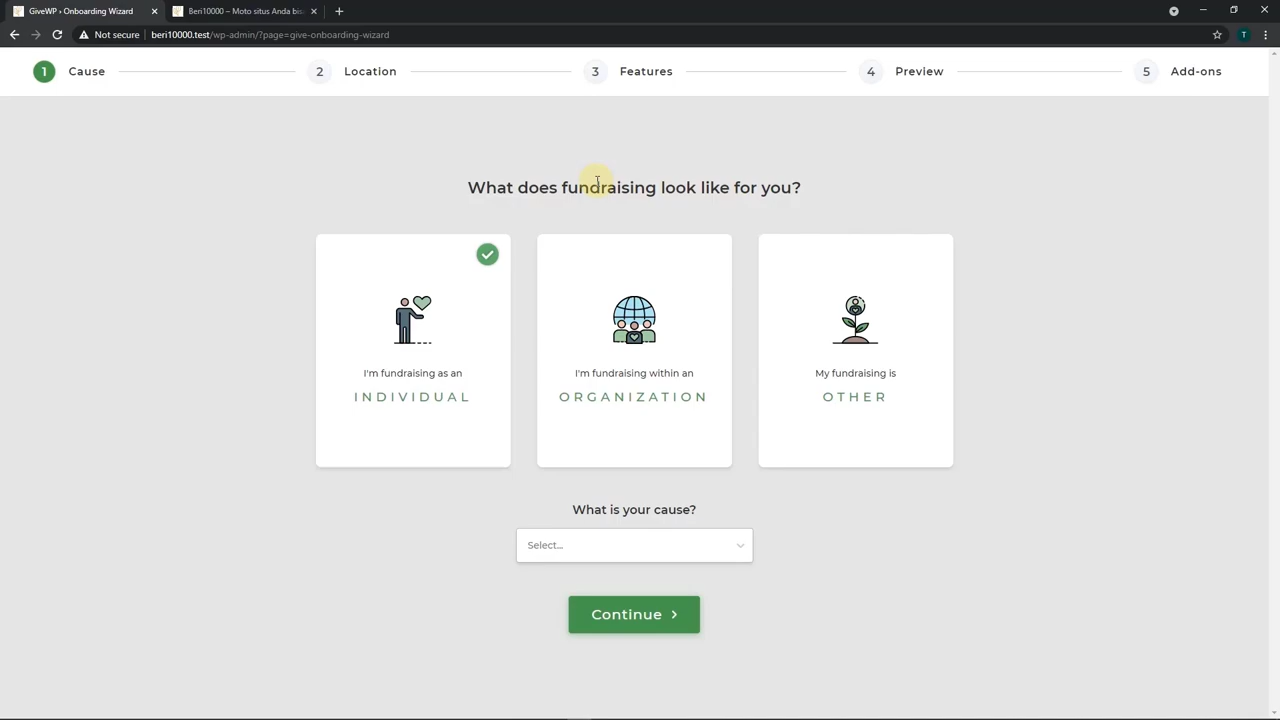 GiveWP › Onboarding Wizard
Beri10000 – Moto situs Anda bis
Not secure
beri10000.test/wp-admin/?page=give-onboarding-wizard
T
1 Cause
2 Location
3 Features
4 Preview
5 Add-ons
What does fundraising look like for you?
I'm fundraising as an
INDIVIDUAL
I'm fundraising within an
ORGANIZATION
My fundraising is
OTHER
What is your cause?
Select...
Continue